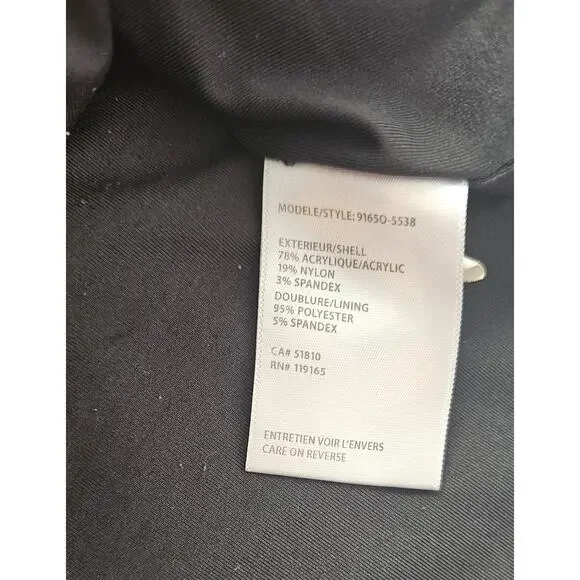 MODELE/STYLE: 9165O-5538
EXTERIEUR/SHELL
78% ACRYLIQUE/ACRYLIC
19% NYLON
3% SPANDEX
DOUBLURE/LINING
95% POLYESTER
5% SPANDEX
CA# 51810
RN# 119165
ENTRETIEN VOIR L'ENVERS
CARE ON REVERSE